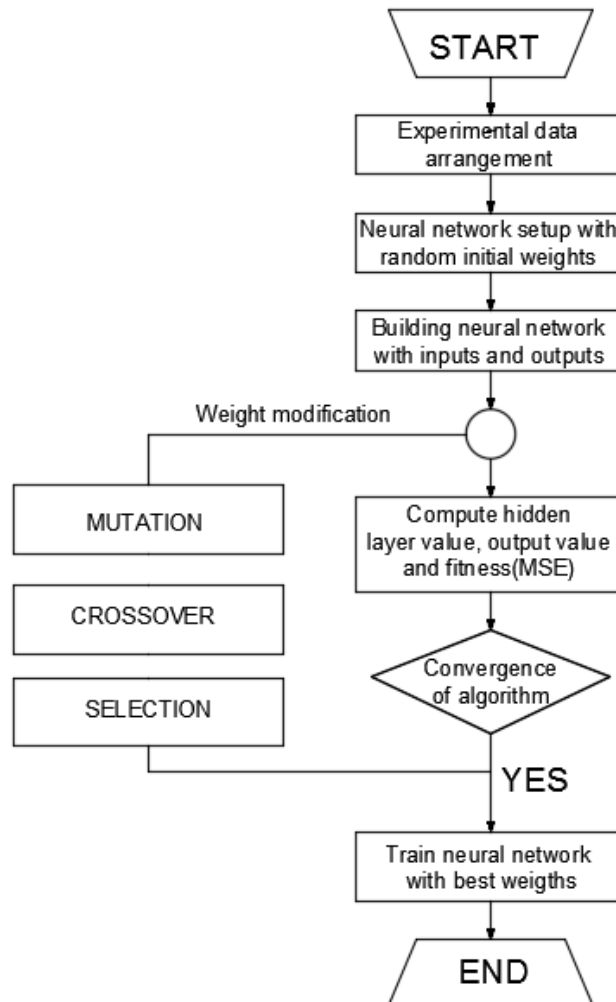 START
Experimental data
arrangement
Neural network setup with
random initial weights
Building neural network
with inputs and outputs
Weight modification
MUTATION
CROSSOVER
SELECTION
Compute hidden
layer value, output value
and fitness(MSE)
Convergence
of algorithm
YES
Train neural network
with best weigths
END